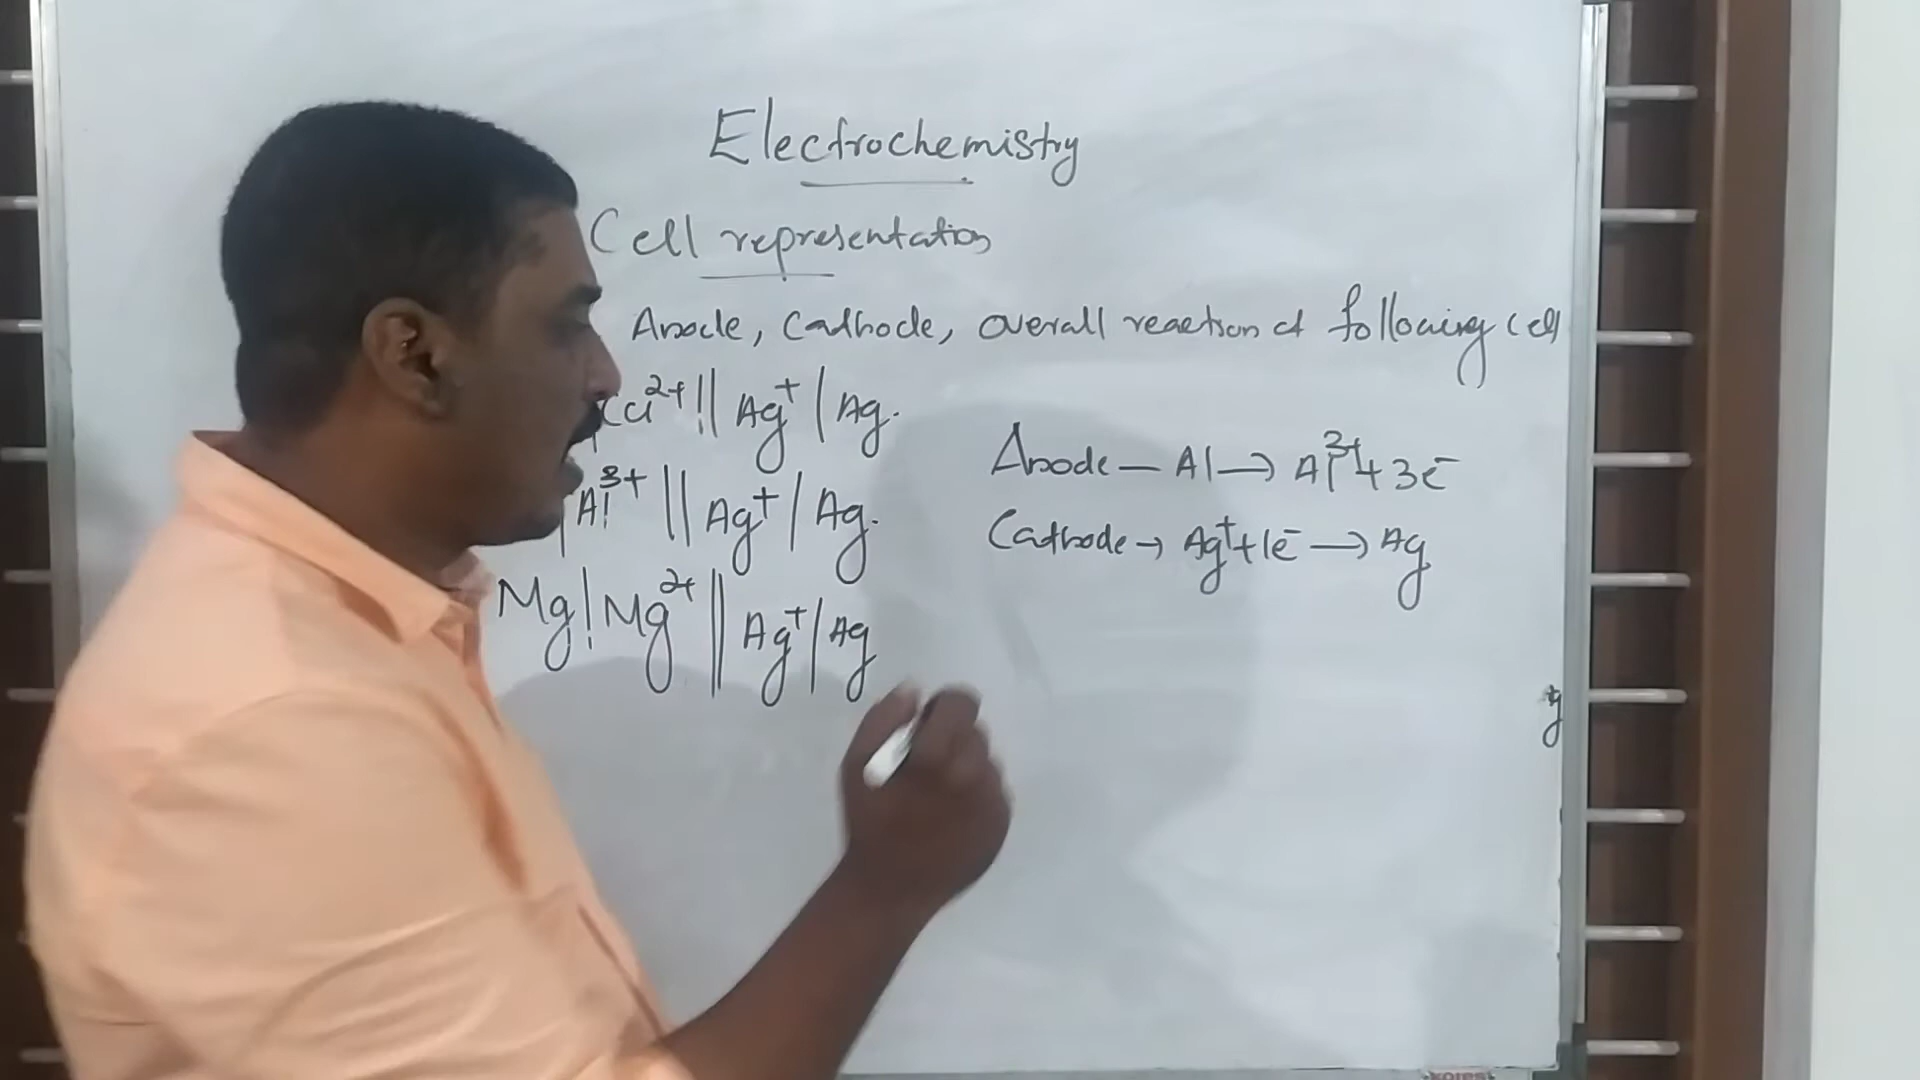 Electrochemistry
Cell representation
Anode, Cathode, overall reaction of following cell
Cu²⁺ || Ag⁺ | Ag.
| Al³⁺ || Ag⁺ | Ag.
Mg | Mg²⁺ || Ag⁺ | Ag
Anode — Al → Al³⁺ + 3e⁻
Cathode → Ag⁺ + 1e⁻ → Ag
g
kores